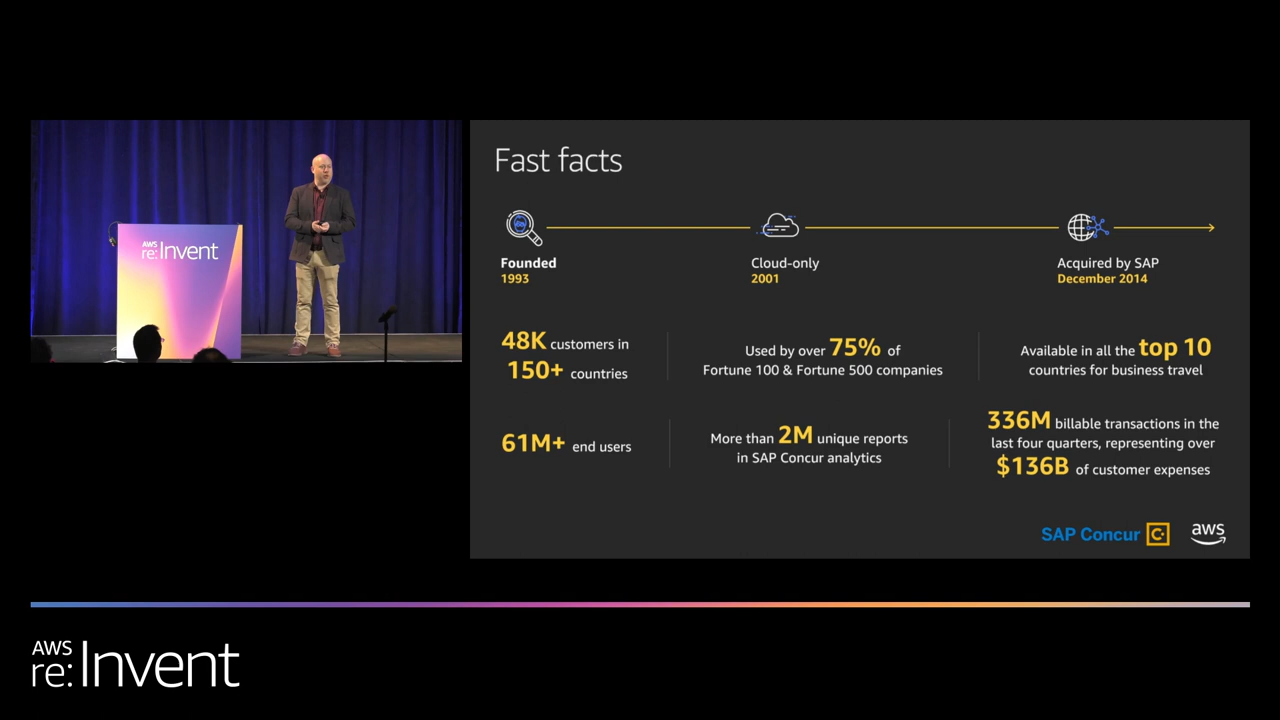 AWS
re:Invent
Fast facts
Founded
1993
Cloud-only
2001
Acquired by SAP
December 2014
48K customers in
150+ countries
Used by over 75% of
Fortune 100 & Fortune 500 companies
Available in all the top 10
countries for business travel
61M+ end users
More than 2M unique reports
in SAP Concur analytics
336M billable transactions in the
last four quarters, representing over
$136B of customer expenses
SAP Concur C.
aws
AWS
re:Invent